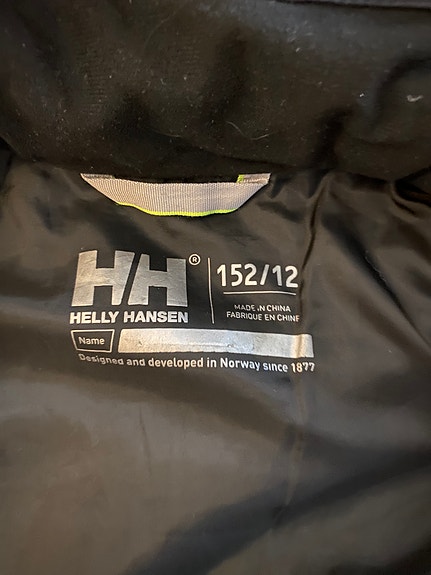 HH®
152/12
HELLY HANSEN
MADE IN CHINA
FABRIQUE EN CHINE
Name
Designed and developed in Norway since 1877